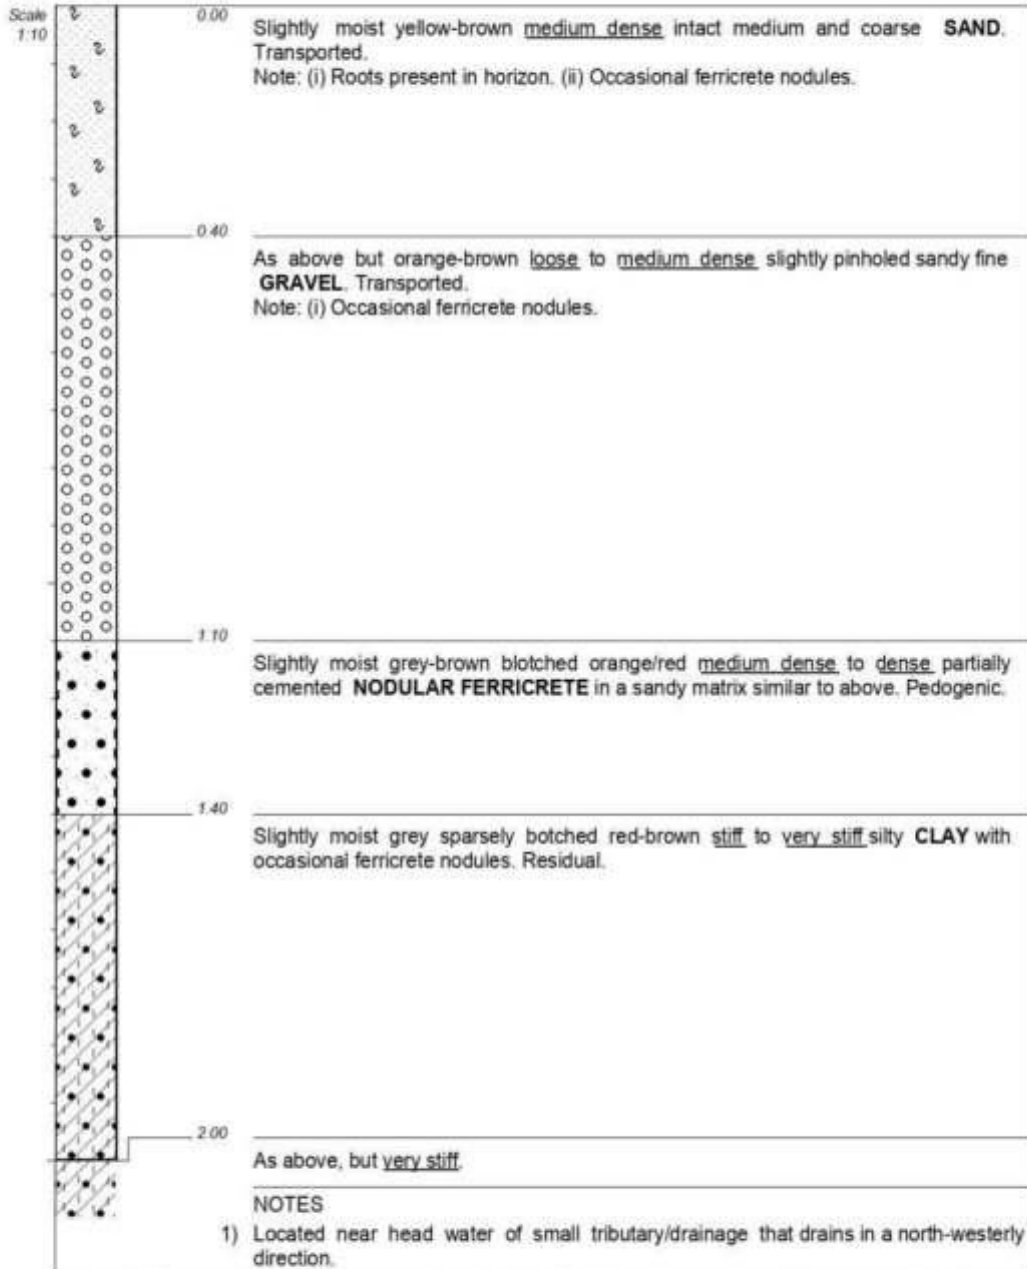 Scale
1:10
0.00
Slightly moist yellow-brown medium dense intact medium and coarse SAND.
Transported.
Note: (i) Roots present in horizon. (ii) Occasional ferricrete nodules.
0.40
As above but orange-brown loose to medium dense slightly pinholed sandy fine
GRAVEL. Transported.
Note: (i) Occasional ferricrete nodules.
1.10
Slightly moist grey-brown blotched orange/red medium dense to dense partially
cemented NODULAR FERRICRETE in a sandy matrix similar to above. Pedogenic.
1.40
Slightly moist grey sparsely botched red-brown stiff to very stiff silty CLAY with
occasional ferricrete nodules. Residual.
2.00
As above, but very stiff.
NOTES
1) Located near head water of small tributary/drainage that drains in a north-westerly
direction.